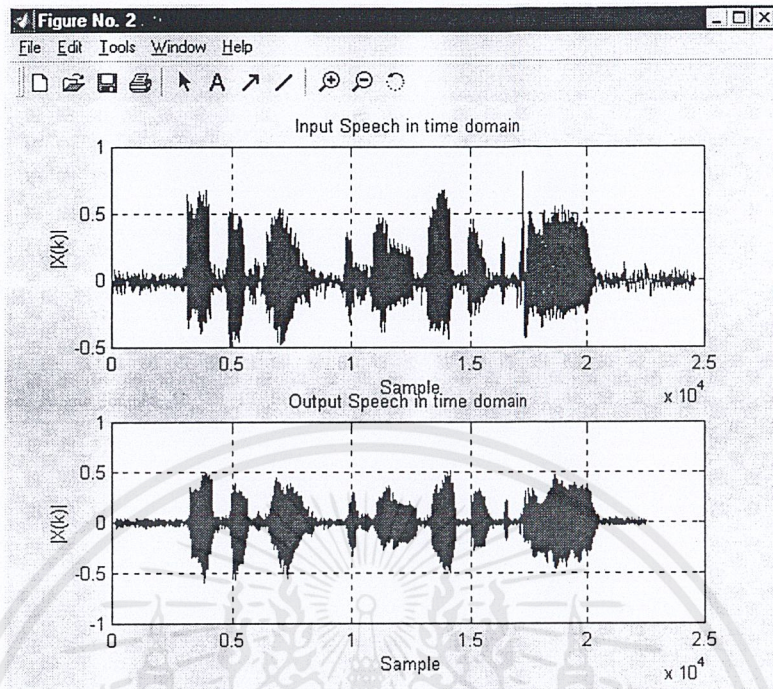 Figure No. 2
File Edit Tools Window Help
A
Input Speech in time domain
1
0.5
0
-0.5
|X(k)|
0 0.5 1 1.5 2 2.5
Sample
x 10^4
Output Speech in time domain
1
0.5
0
-0.5
-1
|X(k)|
0 0.5 1 1.5 2 2.5
Sample
x 10^4